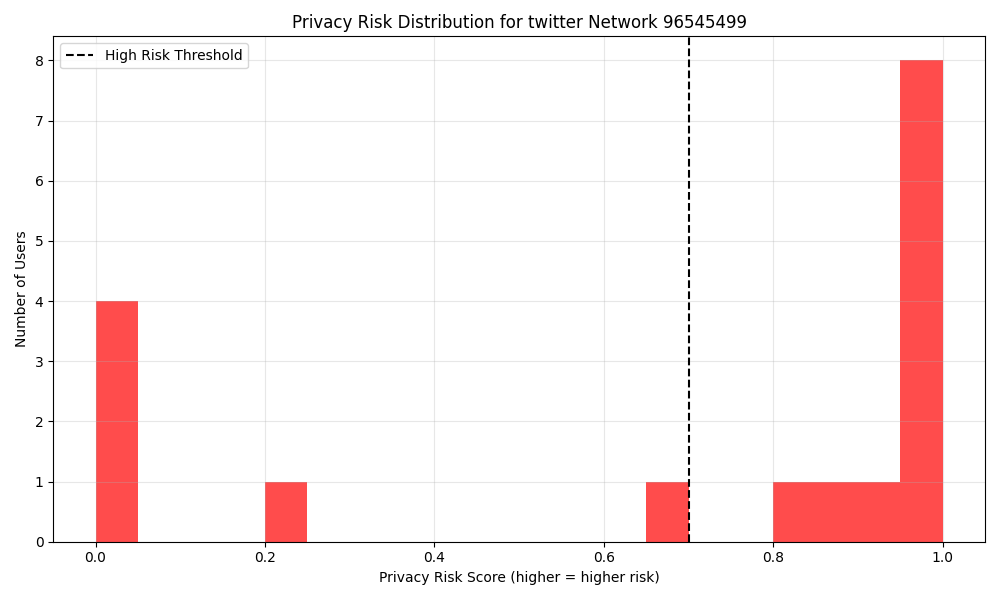 Privacy Risk Distribution for twitter Network 96545499
High Risk Threshold
8
7
6
5
4
3
2
1
0
Number of Users
0.0 0.2 0.4 0.6 0.8 1.0
Privacy Risk Score (higher = higher risk)